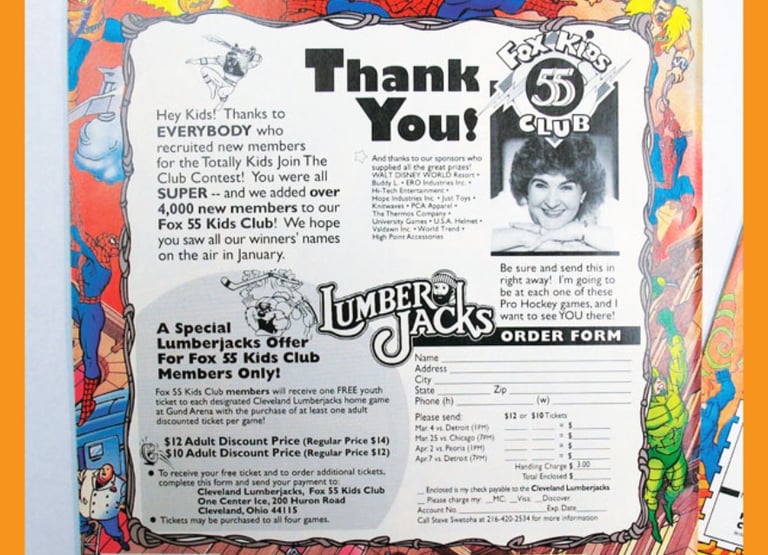 Thank
You!
Fox Kids
55
CLUB
Hey Kids! Thanks to
EVERYBODY who
recruited new members
for the Totally Kids Join The
Club Contest! You were all
SUPER -- and we added over
4,000 new members to our
Fox 55 Kids Club! We hope
you saw all our winners' names
on the air in January.
And thanks to our sponsors who
supplied all the great prizes!
WALT DISNEY WORLD Resort •
Buddy L • ERO Industries Inc. •
Hi-Tech Entertainment •
Hope Industries Inc • Just Toys •
Knitwaves • PCA Apparel •
The Thermos Company •
University Games • U.S.A. Helmet •
Valdawn Inc. • World Trend •
High Point Accessories
Be sure and send this in
right away! I'm going to
be at each one of these
Pro Hockey games, and I
want to see YOU there!
LUMBER
JACKS
A Special
Lumberjacks Offer
For Fox 55 Kids Club
Members Only!
Fox 55 Kids Club members will receive one FREE youth
ticket to each designated Cleveland Lumberjacks home game
at Gund Arena with the purchase of at least one adult
discounted ticket per game!
$12 Adult Discount Price (Regular Price $14)
$10 Adult Discount Price (Regular Price $12)
• To receive your free ticket and to order additional tickets,
complete this form and send your payment to:
Cleveland Lumberjacks, Fox 55 Kids Club
One Center Ice, 200 Huron Road
Cleveland, Ohio 44115
• Tickets may be purchased to all four games.
ORDER FORM
Name
Address
City
State Zip
Phone (h) (w)
Please send: $12 or $10 Tickets
Mar. 4 vs. Detroit (1PM) = $
Mar. 25 vs. Chicago (7PM) = $
Apr. 2 vs. Peoria (1PM) = $
Apr. 7 vs. Detroit (7PM) = $
Handling Charge $ 3.00
Total Enclosed $
Enclosed is my check payable to the Cleveland Lumberjacks
Please charge my: MC; Visa; Discover.
Account No. Exp. Date
Call Steve Swetoha at 216-420-2534 for more information